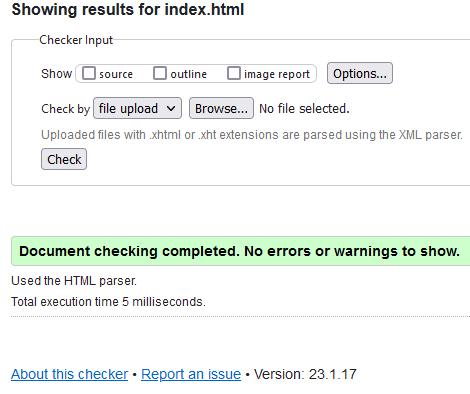 Showing results for index.html
Checker Input
Show source outline image report Options...
Check by file upload Browse... No file selected.
Uploaded files with .xhtml or .xht extensions are parsed using the XML parser.
Check
Document checking completed. No errors or warnings to show.
Used the HTML parser.
Total execution time 5 milliseconds.
About this checker • Report an issue • Version: 23.1.17